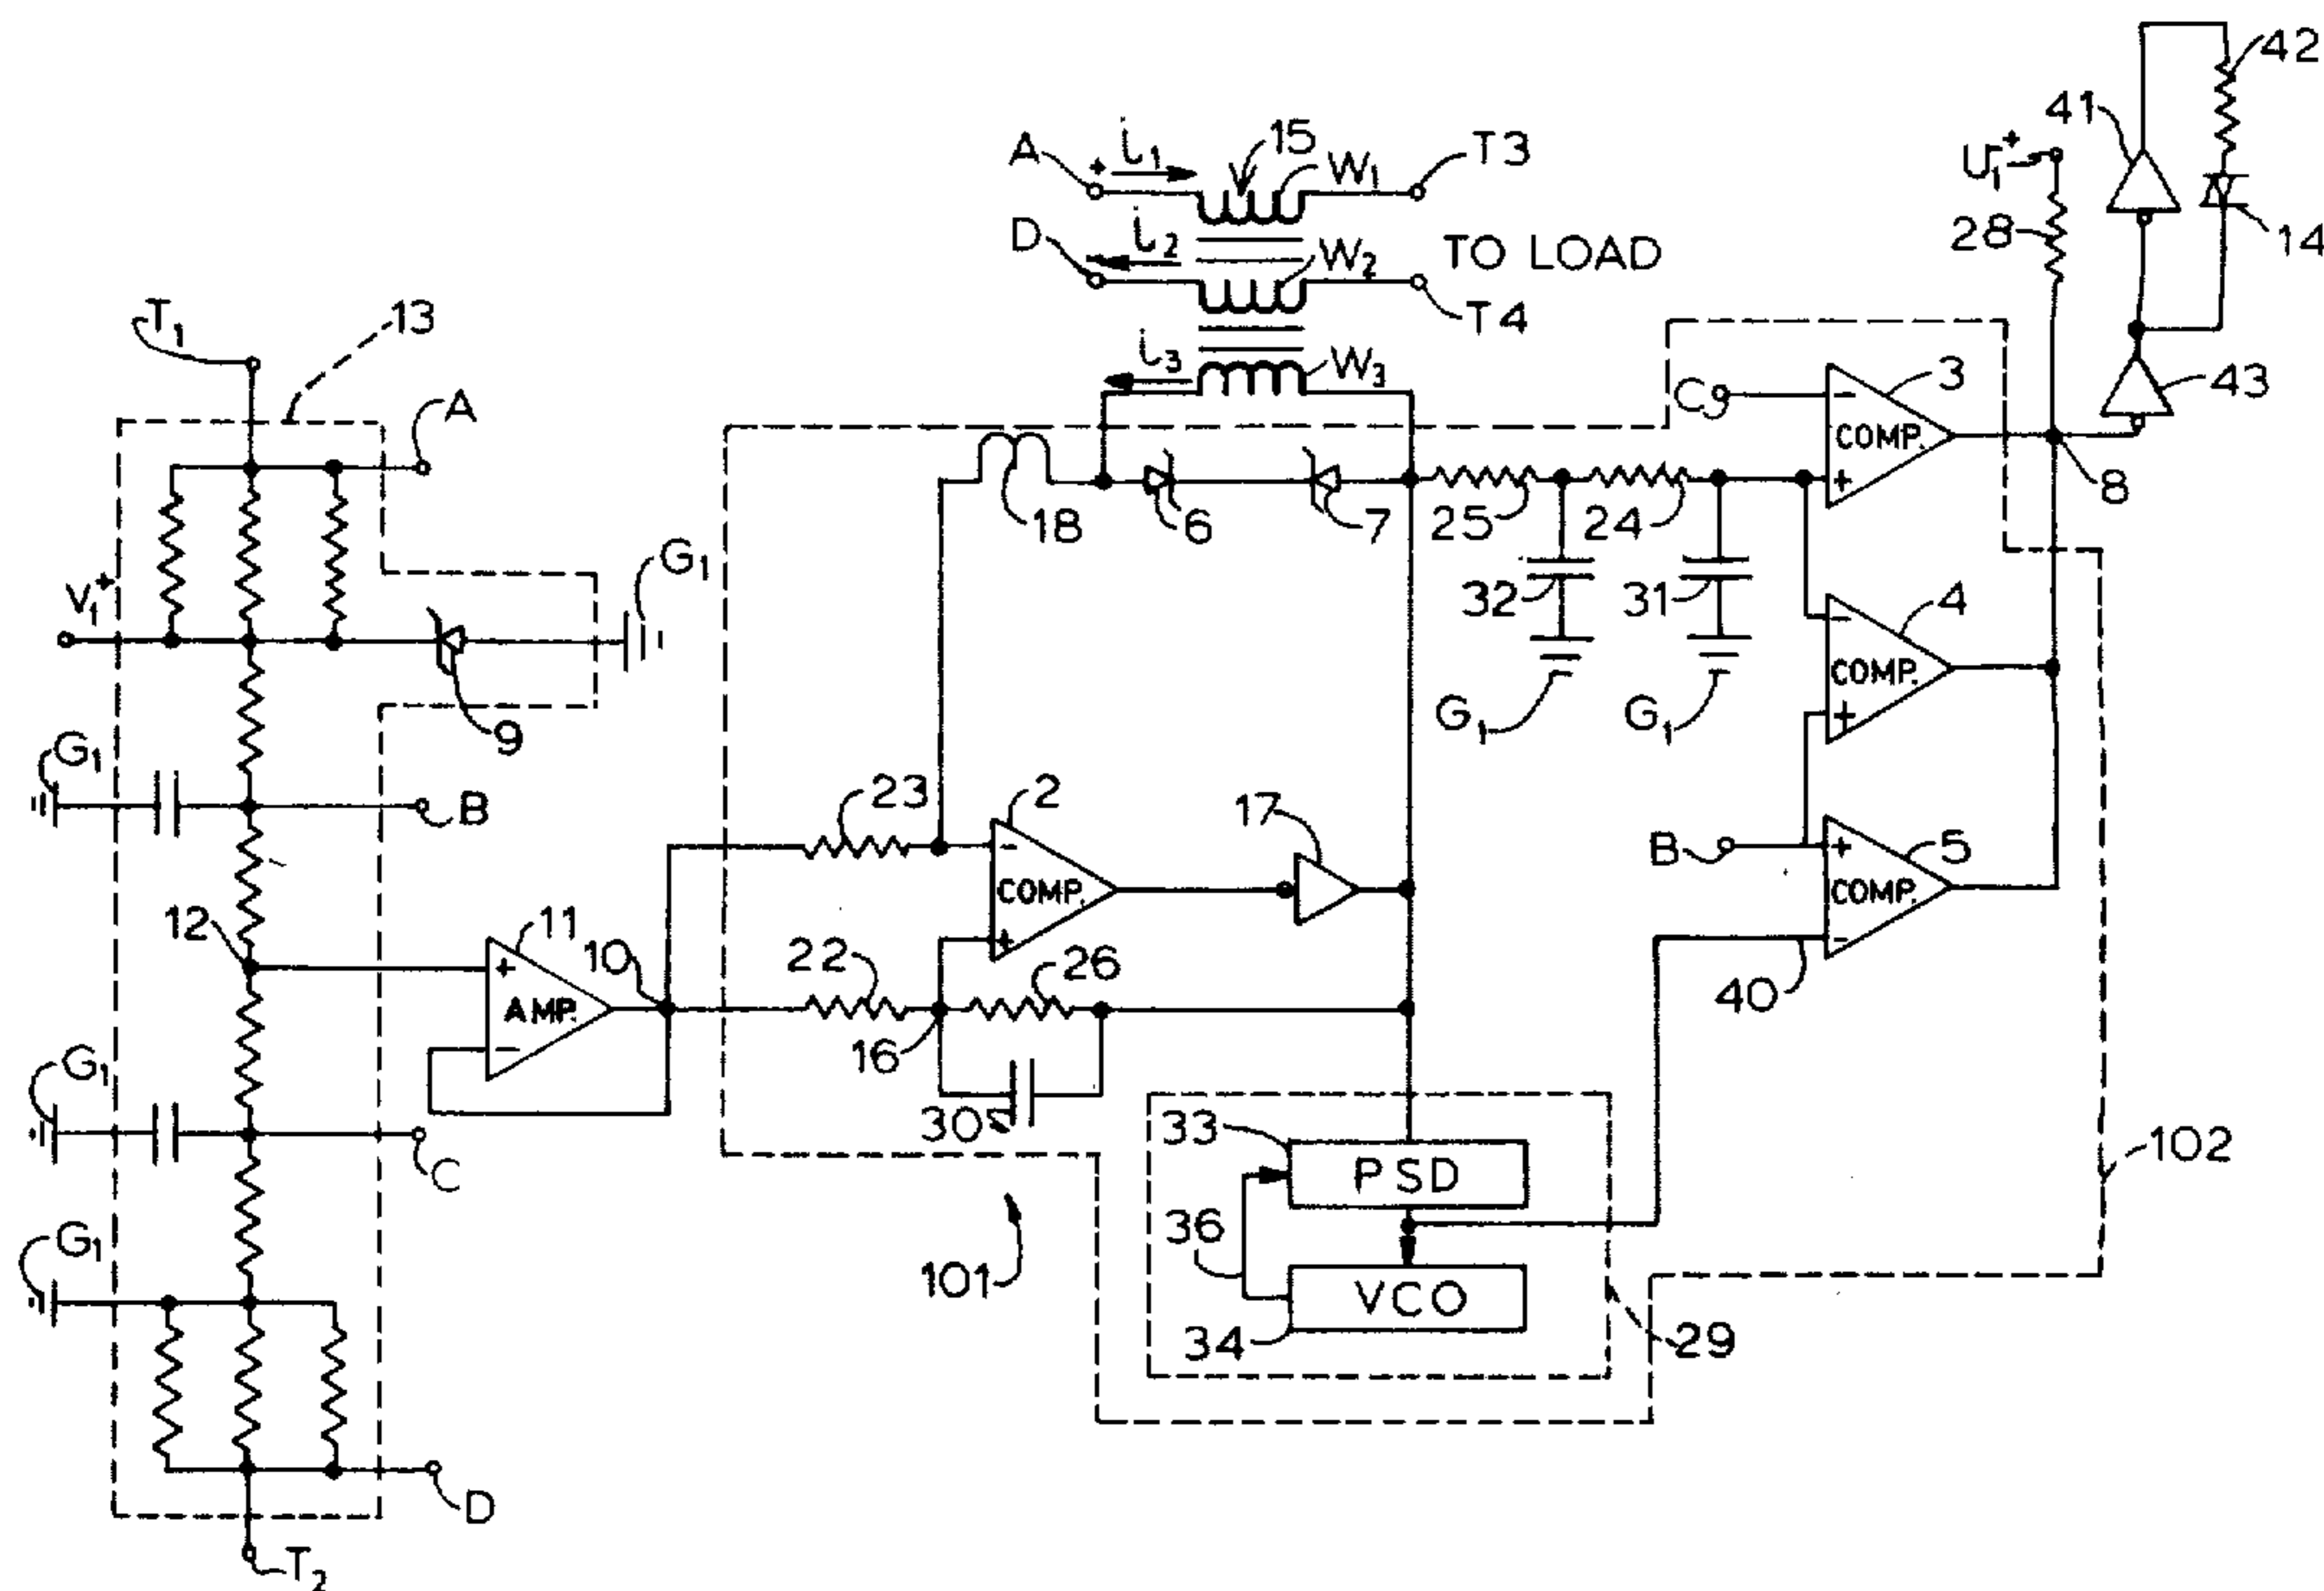 42
41
15
i₁
+
A
W₁
T3
U₁⁺
28
14
D
i₂
W₂
TO LOAD
T4
T₁
13
i₃
W₃
C
-
3
43
A
COMP.
8
+
18
6
7
25
24
G₁
V₁⁺
32
31
-
4
COMP.
9
G₁
G₁
+
G₁
B
23
2
17
B
+
5
-
COMP.
COMP.
12
11
10
22
+
26
-
+
AMP.
40
-
16
G₁
30
33
PSD
102
C
36
G₁
101
VCO
34
29
D
T₂